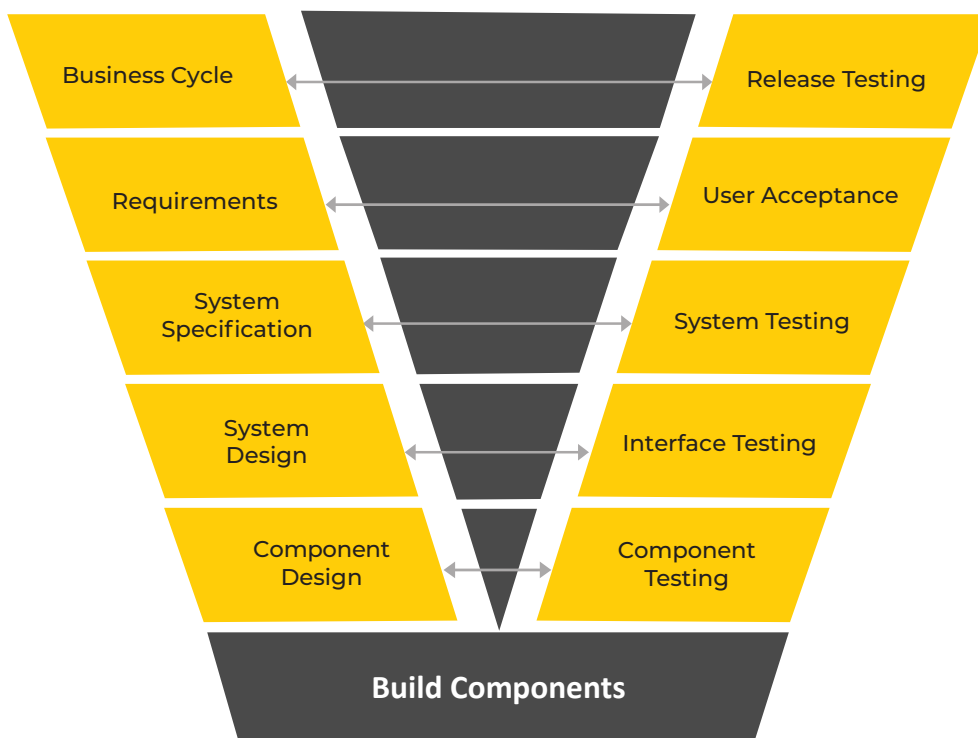 Business Cycle
Release Testing
Requirements
User Acceptance
System
Specification
System Testing
System
Design
Interface Testing
Component
Design
Component
Testing
Build Components